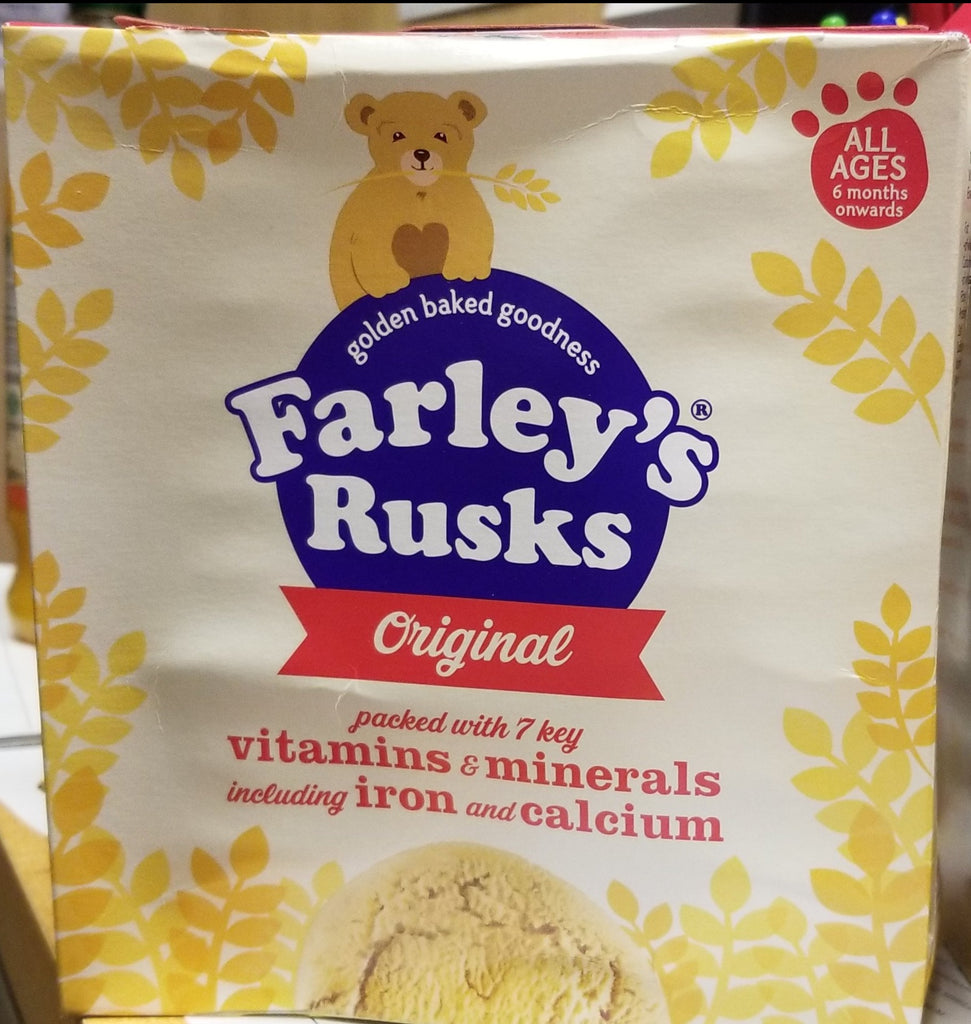 ALL
AGES
6 months
onwards
golden baked goodness
Farley's®
Rusks
Original
packed with 7 key
vitamins & minerals
including iron and calcium